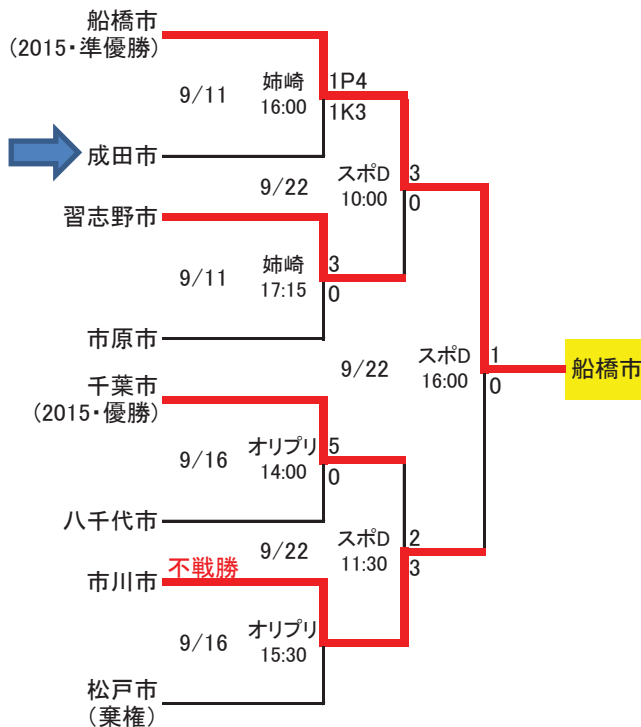 船橋市
(2015・準優勝)
9/11
姉崎
16:00
1P4
1K3
成田市
9/22
スポD
10:00
3
0
習志野市
9/11
姉崎
17:15
3
0
市原市
9/22
スポD
16:00
1
0
船橋市
千葉市
(2015・優勝)
9/16
オリプリ
14:00
5
0
八千代市
9/22
スポD
11:30
2
3
市川市
不戦勝
9/16
オリプリ
15:30
松戸市
(棄権)